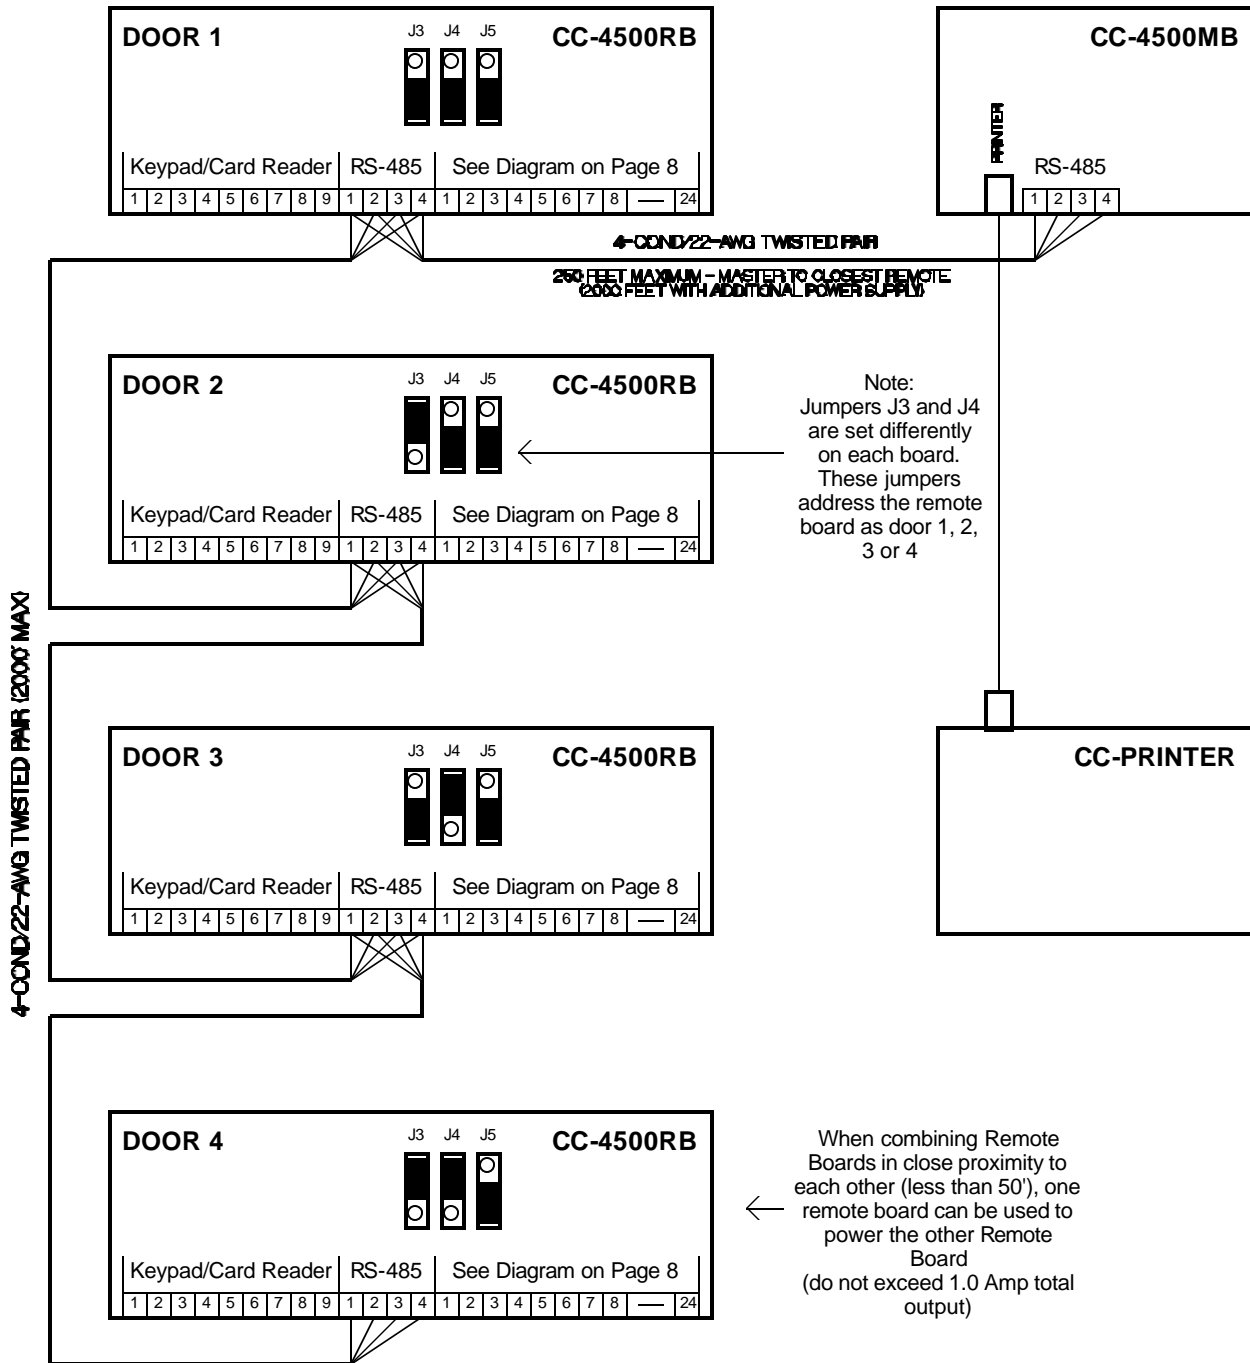 DOOR 1
J3 J4 J5
CC-4500RB
Keypad/Card Reader RS-485 See Diagram on Page 8
1 2 3 4 5 6 7 8 9 1 2 3 4 1 2 3 4 5 6 7 8 — 24
CC-4500MB
PRINTER
RS-485
1 2 3 4
4-COND/22-AWG TWISTED PAIR
250 FEET MAXIMUM - MASTER TO CLOSEST REMOTE
(2000 FEET WITH ADDITIONAL POWER SUPPLY)
DOOR 2
J3 J4 J5
CC-4500RB
Keypad/Card Reader RS-485 See Diagram on Page 8
1 2 3 4 5 6 7 8 9 1 2 3 4 1 2 3 4 5 6 7 8 — 24
Note:
Jumpers J3 and J4
are set differently
on each board.
These jumpers
address the remote
board as door 1, 2,
3 or 4
4-COND/22-AWG TWISTED PAIR (2000' MAX)
DOOR 3
J3 J4 J5
CC-4500RB
Keypad/Card Reader RS-485 See Diagram on Page 8
1 2 3 4 5 6 7 8 9 1 2 3 4 1 2 3 4 5 6 7 8 — 24
CC-PRINTER
DOOR 4
J3 J4 J5
CC-4500RB
Keypad/Card Reader RS-485 See Diagram on Page 8
1 2 3 4 5 6 7 8 9 1 2 3 4 1 2 3 4 5 6 7 8 — 24
When combining Remote
Boards in close proximity to
each other (less than 50'), one
remote board can be used to
power the other Remote
Board
(do not exceed 1.0 Amp total
output)